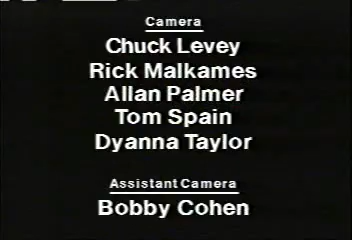 Camera
Chuck Levey
Rick Malkames
Allan Palmer
Tom Spain
Dyanna Taylor
Assistant Camera
Bobby Cohen